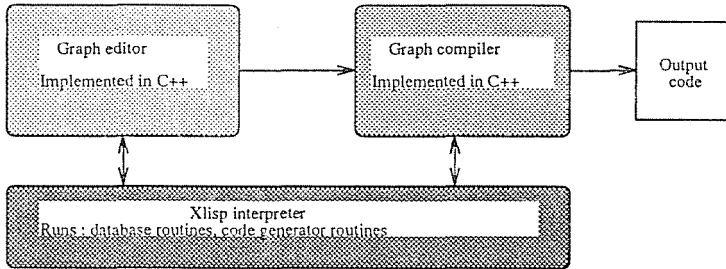 Graph editor
Implemented in C++
Graph compiler
Implemented in C++
Output
code
Xlisp interpreter
Runs : database routines, code generator routines